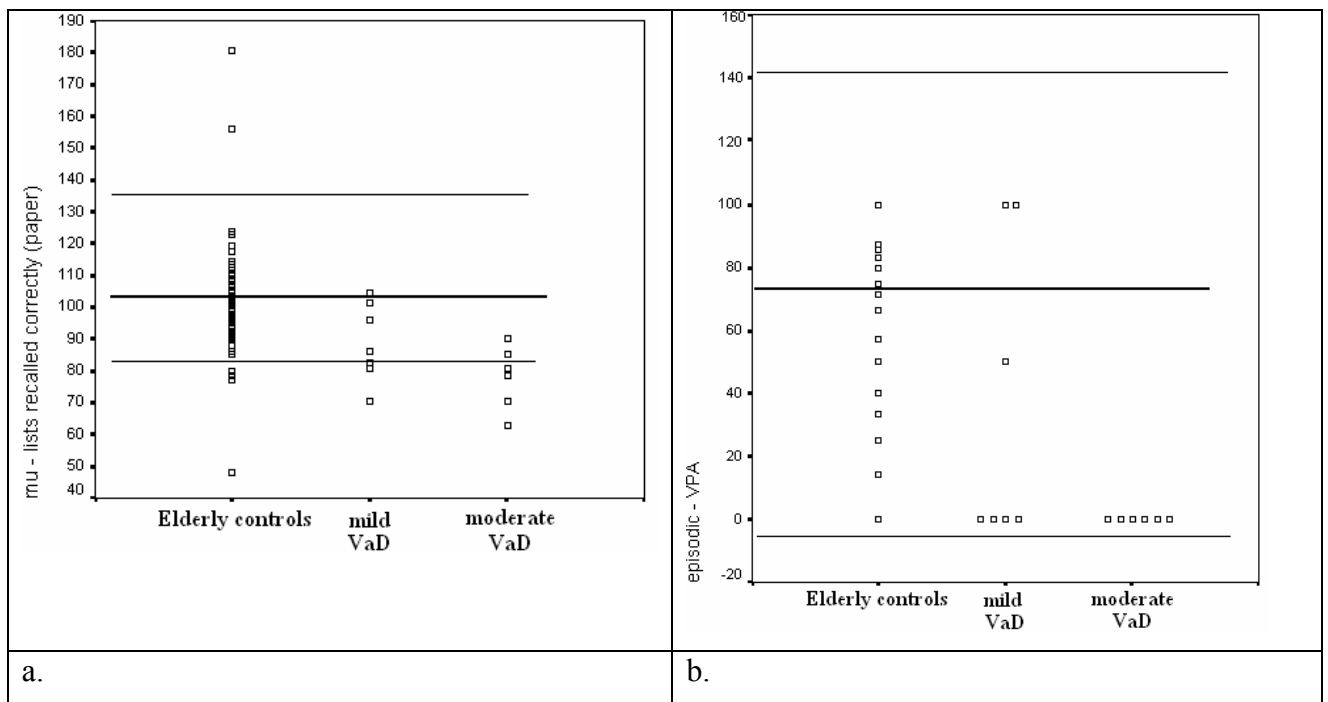 190
180
170
160
150
140
130
120
110
100
90
80
70
60
50
40
mu - lists recalled correctly (paper)
Elderly controls
mild
VaD
moderate
VaD
a.
160
140
120
100
80
60
40
20
0
-20
episodic - VPA
Elderly controls
mild
VaD
moderate
VaD
b.